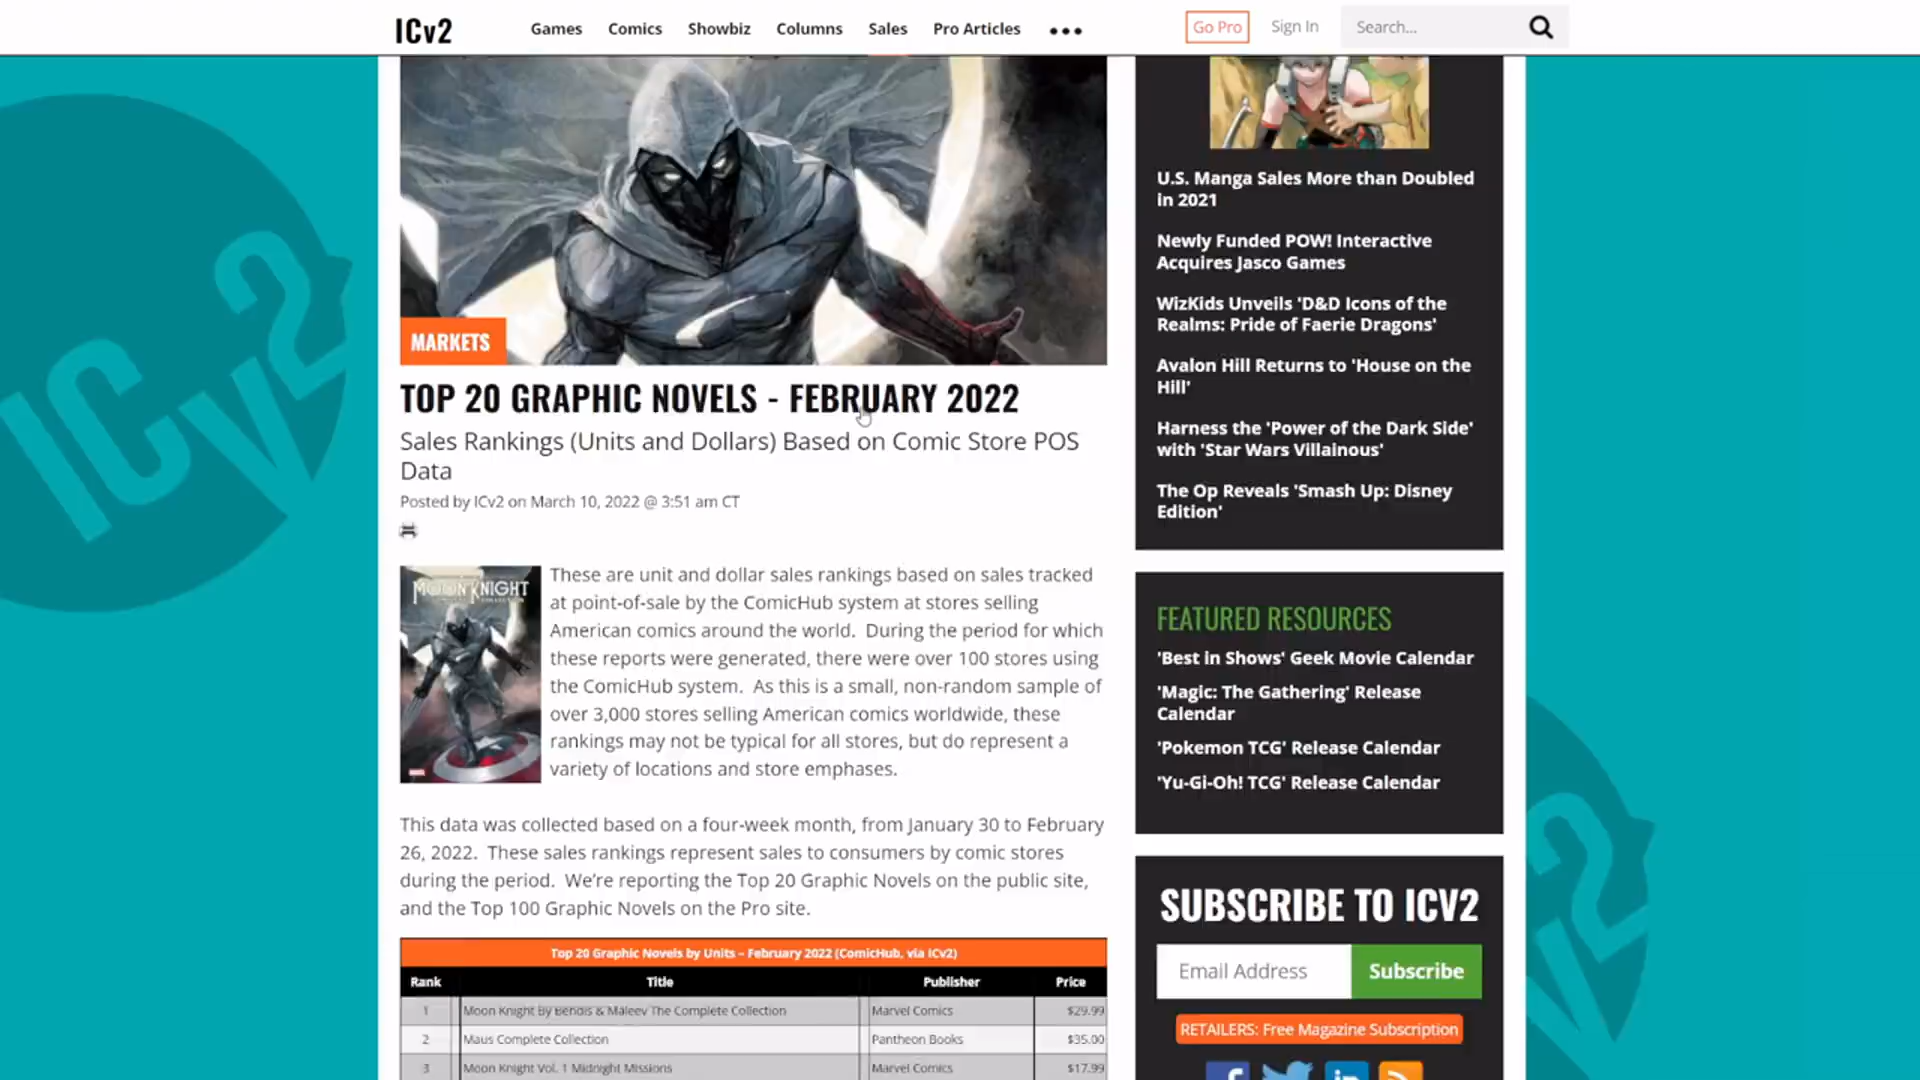 ICv2
Games
Comics
Showbiz
Columns
Sales
Pro Articles
Go Pro
Sign In
Search...
MARKETS
TOP 20 GRAPHIC NOVELS - FEBRUARY 2022
Sales Rankings (Units and Dollars) Based on Comic Store POS
Data
Posted by ICv2 on March 10, 2022 @ 3:51 am CT
MOON KNIGHT
These are unit and dollar sales rankings based on sales tracked
at point-of-sale by the ComicHub system at stores selling
American comics around the world. During the period for which
these reports were generated, there were over 100 stores using
the ComicHub system. As this is a small, non-random sample of
over 3,000 stores selling American comics worldwide, these
rankings may not be typical for all stores, but do represent a
variety of locations and store emphases.
This data was collected based on a four-week month, from January 30 to February
26, 2022. These sales rankings represent sales to consumers by comic stores
during the period. We're reporting the Top 20 Graphic Novels on the public site,
and the Top 100 Graphic Novels on the Pro site.
Top 20 Graphic Novels by Units – February 2022 (ComicHub, via ICv2)
Rank Title Publisher Price
1 Moon Knight By Bendis & Maleev The Complete Collection Marvel Comics $29.99
2 Maus Complete Collection Pantheon Books $35.00
3 Moon Knight Vol. 1 Midnight Missions Marvel Comics $17.99
U.S. Manga Sales More than Doubled
in 2021
Newly Funded POW! Interactive
Acquires Jasco Games
WizKids Unveils 'D&D Icons of the
Realms: Pride of Faerie Dragons'
Avalon Hill Returns to 'House on the
Hill'
Harness the 'Power of the Dark Side'
with 'Star Wars Villainous'
The Op Reveals 'Smash Up: Disney
Edition'
FEATURED RESOURCES
'Best in Shows' Geek Movie Calendar
'Magic: The Gathering' Release
Calendar
'Pokemon TCG' Release Calendar
'Yu-Gi-Oh! TCG' Release Calendar
SUBSCRIBE TO ICV2
Email Address
Subscribe
RETAILERS: Free Magazine Subscription
ICv2
v2